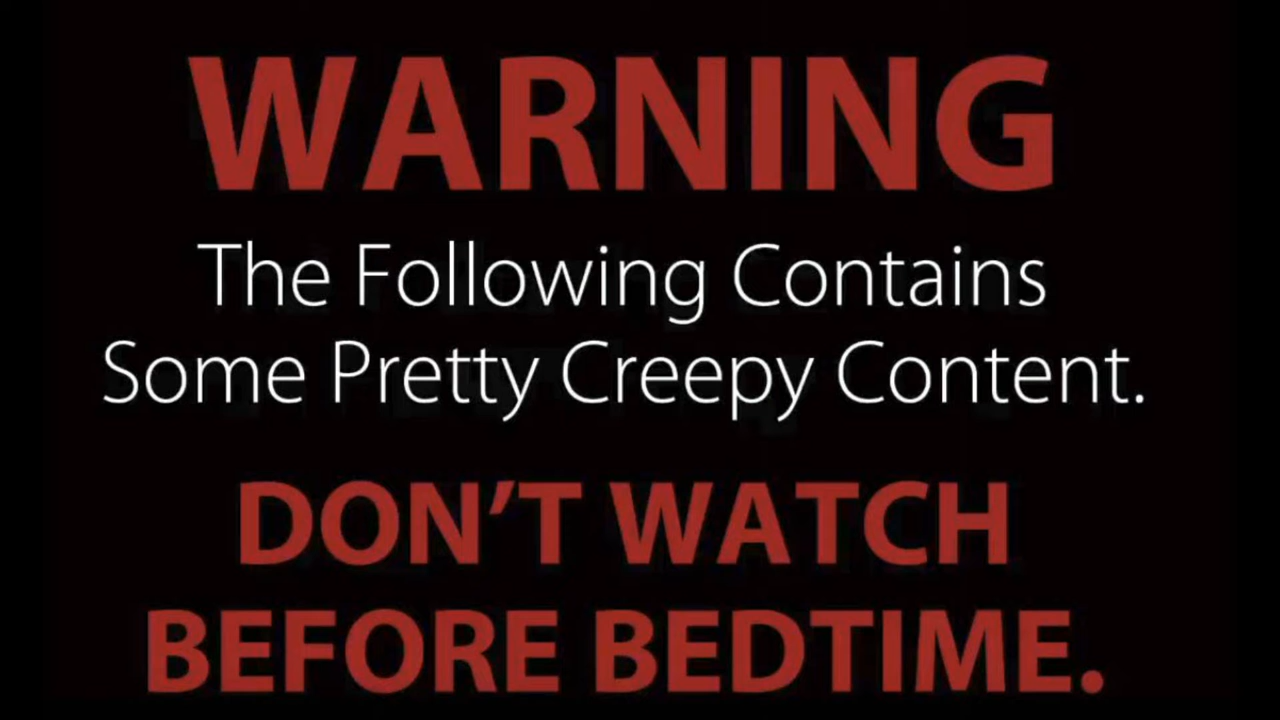 WARNING
The Following Contains
Some Pretty Creepy Content.
DON’T WATCH
BEFORE BEDTIME.